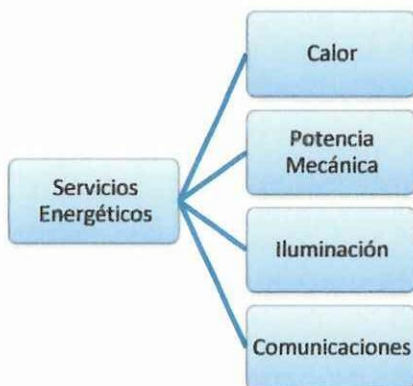 Calor
Potencia
Mecánica
Servicios
Energéticos
Iluminación
Comunicaciones